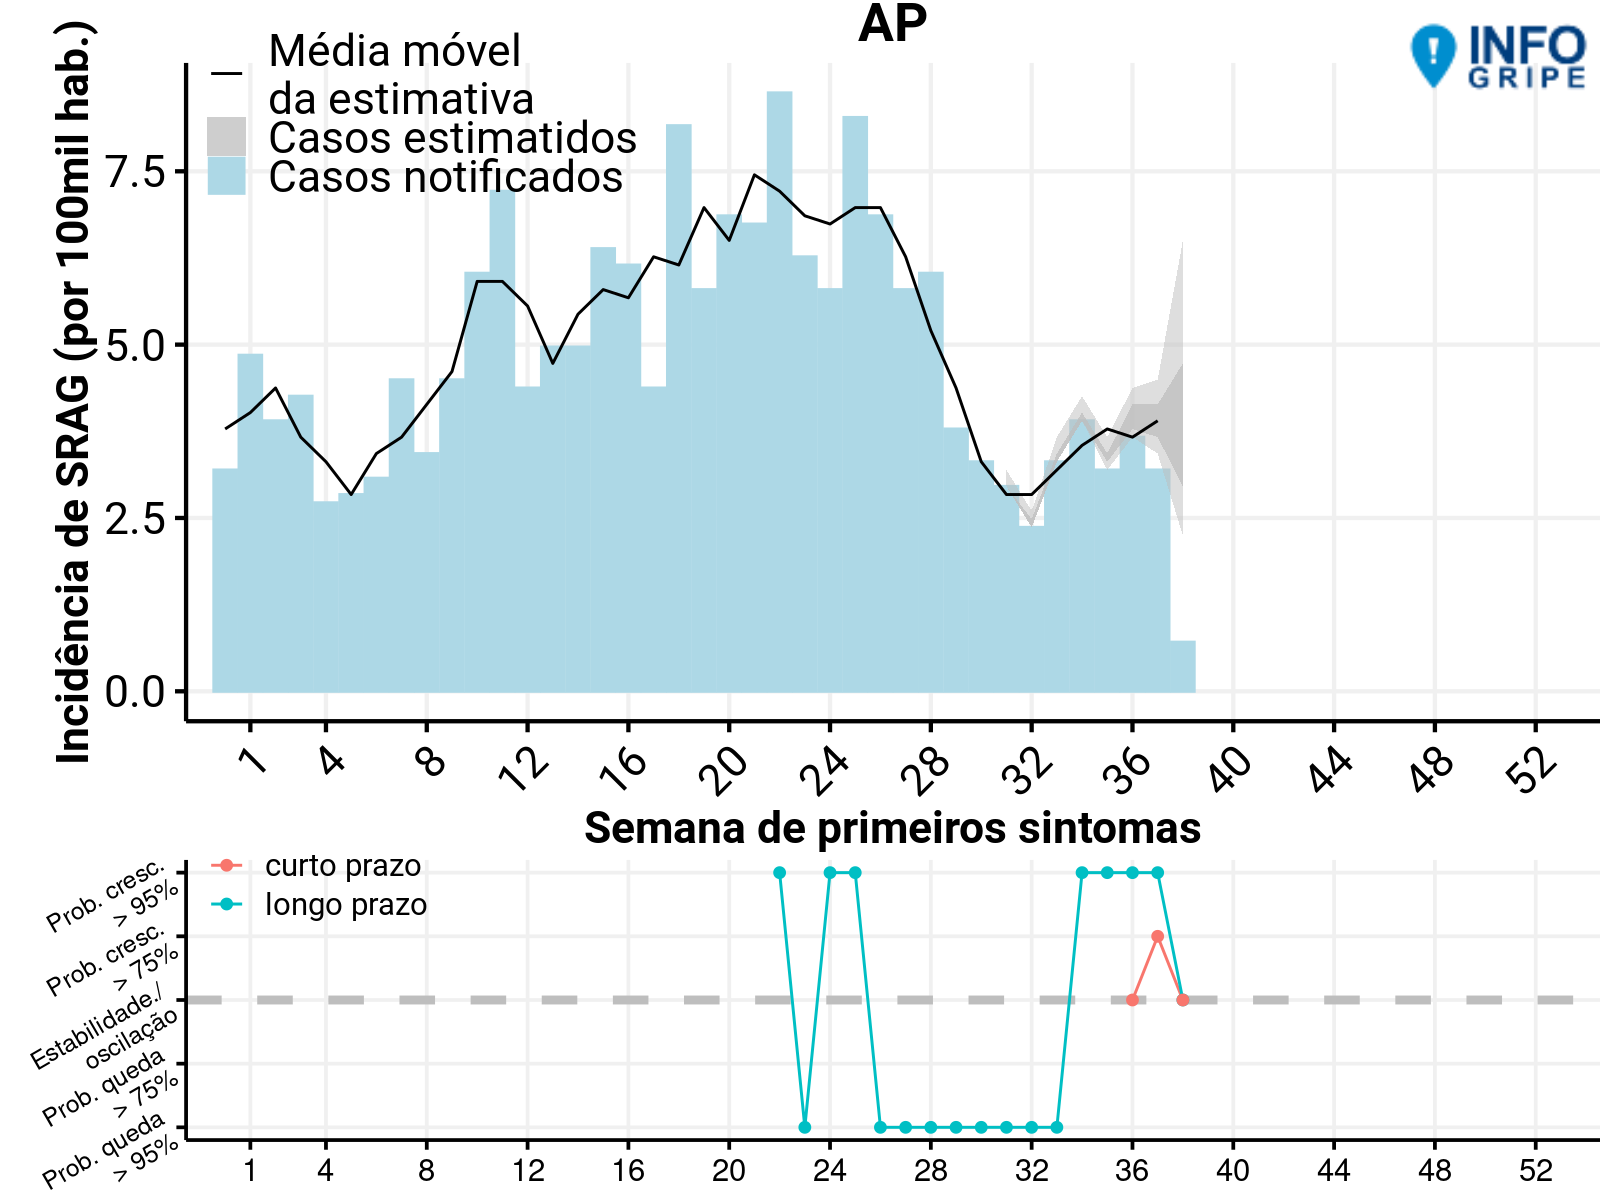 AP
INFO
GRIPE
Média móvel
da estimativa
Casos estimatidos
Casos notificados
Incidência de SRAG (por 100mil hab.)
7.5
5.0
2.5
0.0
1 4 8 12 16 20 24 28 32 36 40 44 48 52
Semana de primeiros sintomas
curto prazo
longo prazo
Prob. cresc.
> 95%
Prob. cresc.
> 75%
Estabilidade./
oscilação
Prob. queda
> 75%
Prob. queda
> 95%
1 4 8 12 16 20 24 28 32 36 40 44 48 52